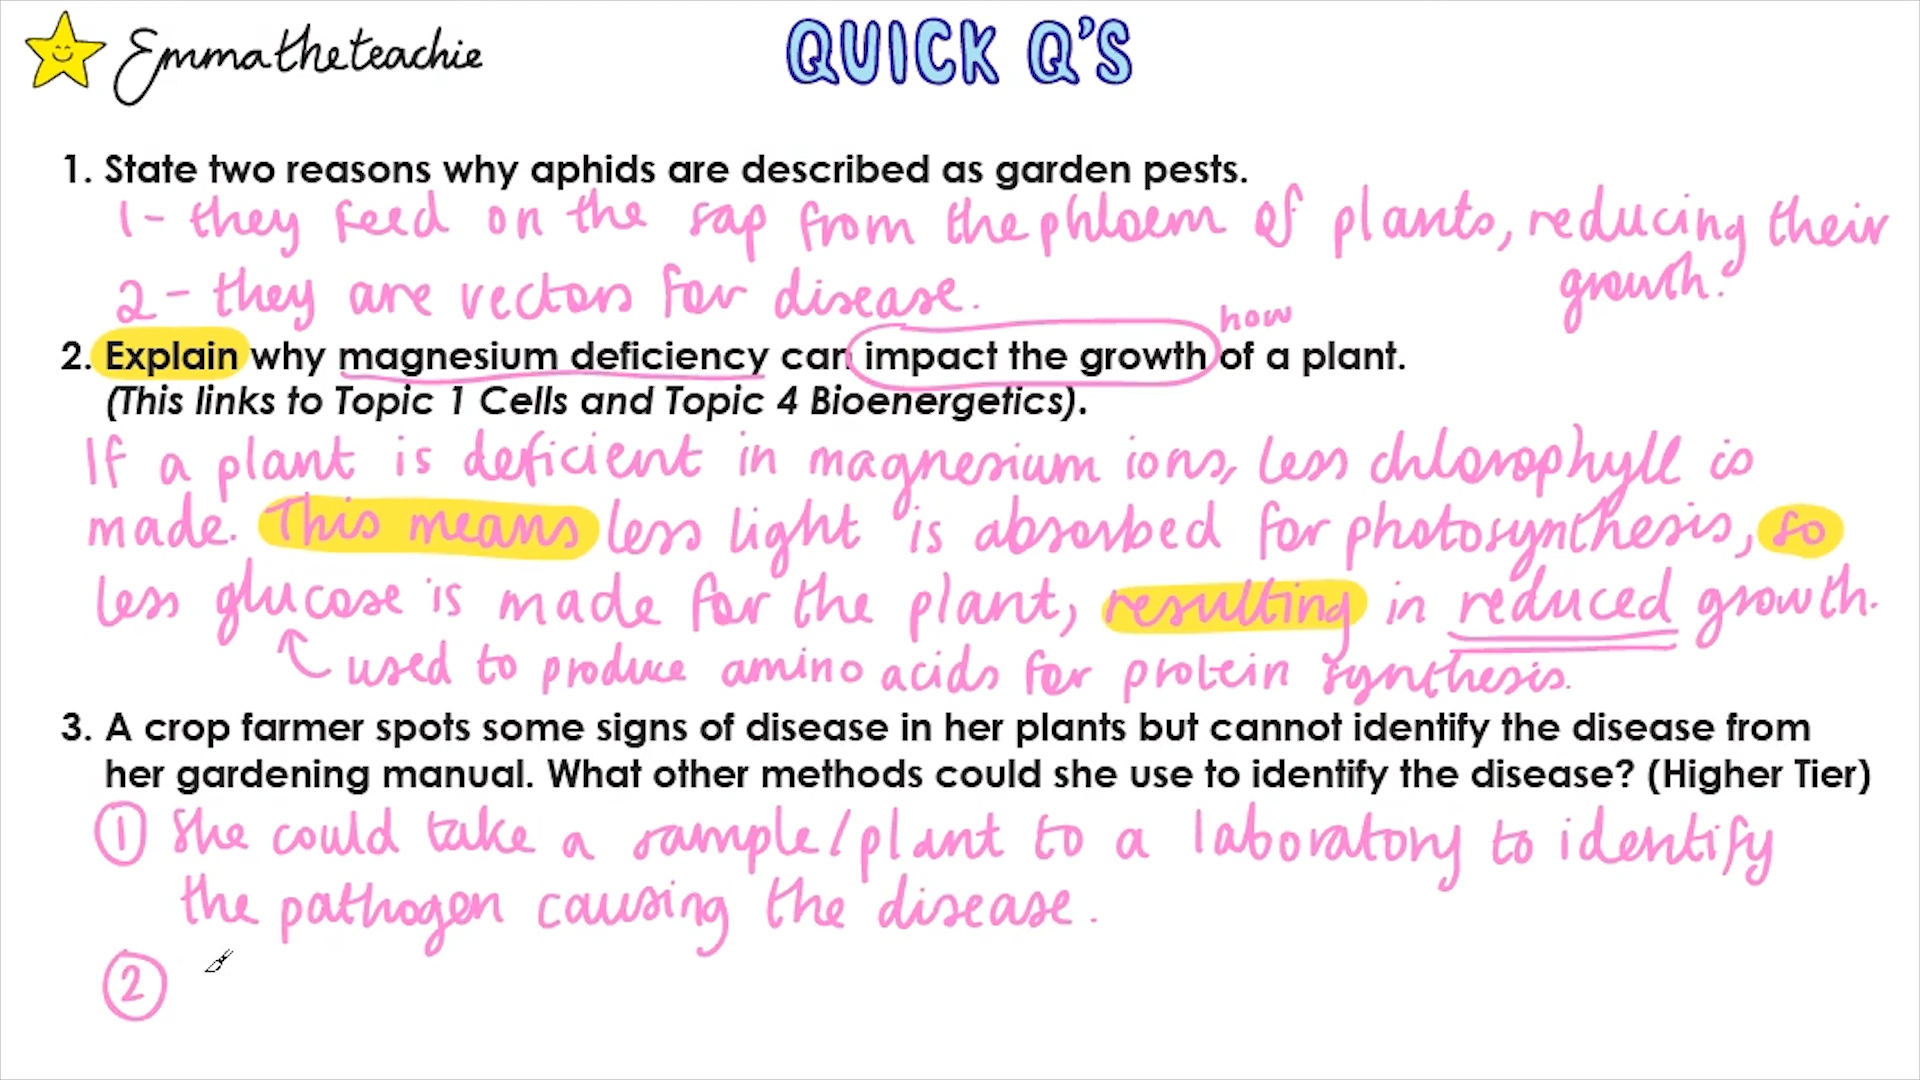 Emmatheteachie
QUICK Q'S
1. State two reasons why aphids are described as garden pests.
1- they feed on the sap from the phloem of plants, reducing their
growth.
2- they are vectors for disease.
how
2. Explain why magnesium deficiency can impact the growth of a plant.
(This links to Topic 1 Cells and Topic 4 Bioenergetics).
If a plant is deficient in magnesium ions, less chlorophyll is
made. This means less light is absorbed for photosynthesis, so
less glucose is made for the plant, resulting in reduced growth.
used to produce amino acids for protein synthesis.
3. A crop farmer spots some signs of disease in her plants but cannot identify the disease from
her gardening manual. What other methods could she use to identify the disease? (Higher Tier)
1 She could take a sample/plant to a laboratory to identify
the pathogen causing the disease.
2